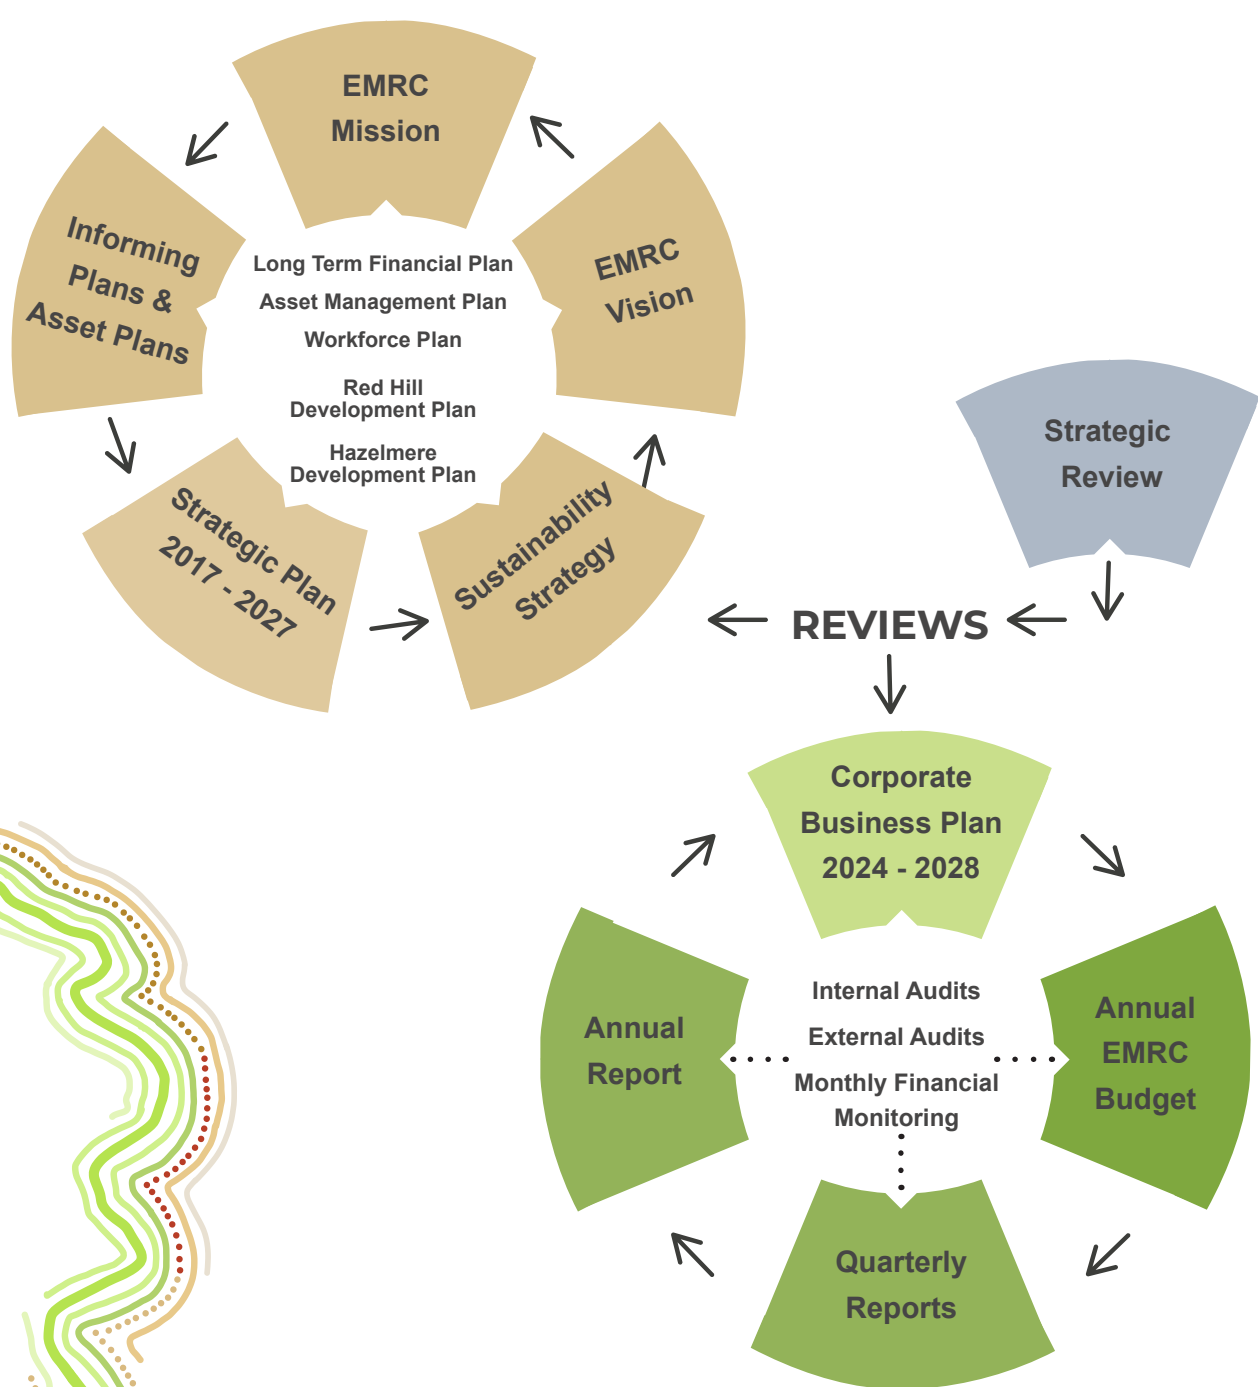 EMRC
Mission
Informing
Plans &
Asset Plans
EMRC
Vision
Long Term Financial Plan
Asset Management Plan
Workforce Plan
Red Hill
Development Plan
Hazelmere
Development Plan
Strategic Plan
2017 - 2027
Sustainability
Strategy
Strategic
Review
REVIEWS
Corporate
Business Plan
2024 - 2028
Annual
Report
Internal Audits
External Audits
Monthly Financial
Monitoring
Annual
EMRC
Budget
Quarterly
Reports